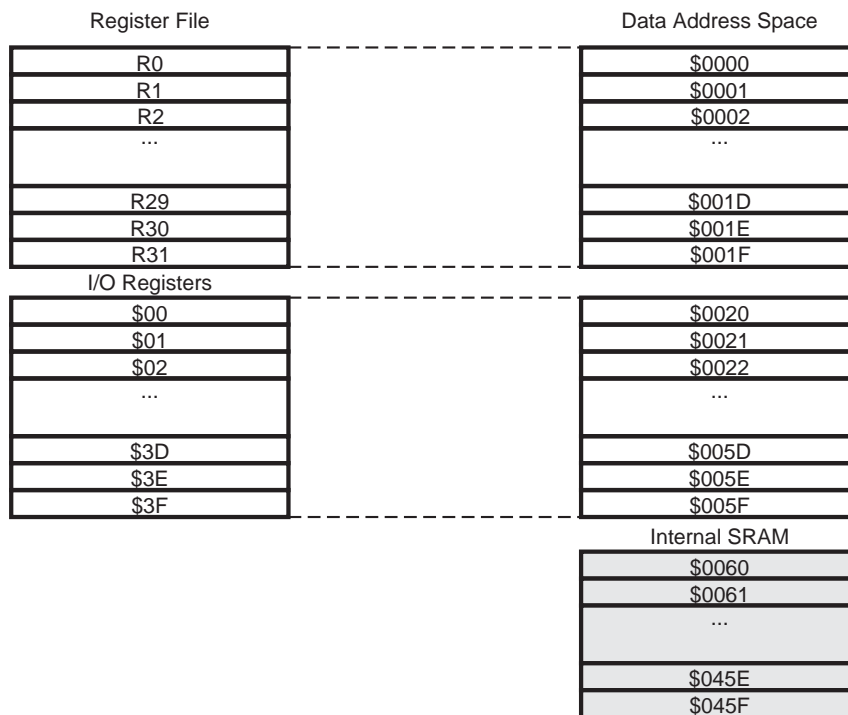 Register File
Data Address Space
R0
$0000
R1
$0001
R2
$0002
...
...
R29
$001D
R30
$001E
R31
$001F
I/O Registers
$00
$0020
$01
$0021
$02
$0022
...
...
$3D
$005D
$3E
$005E
$3F
$005F
Internal SRAM
$0060
$0061
...
$045E
$045F